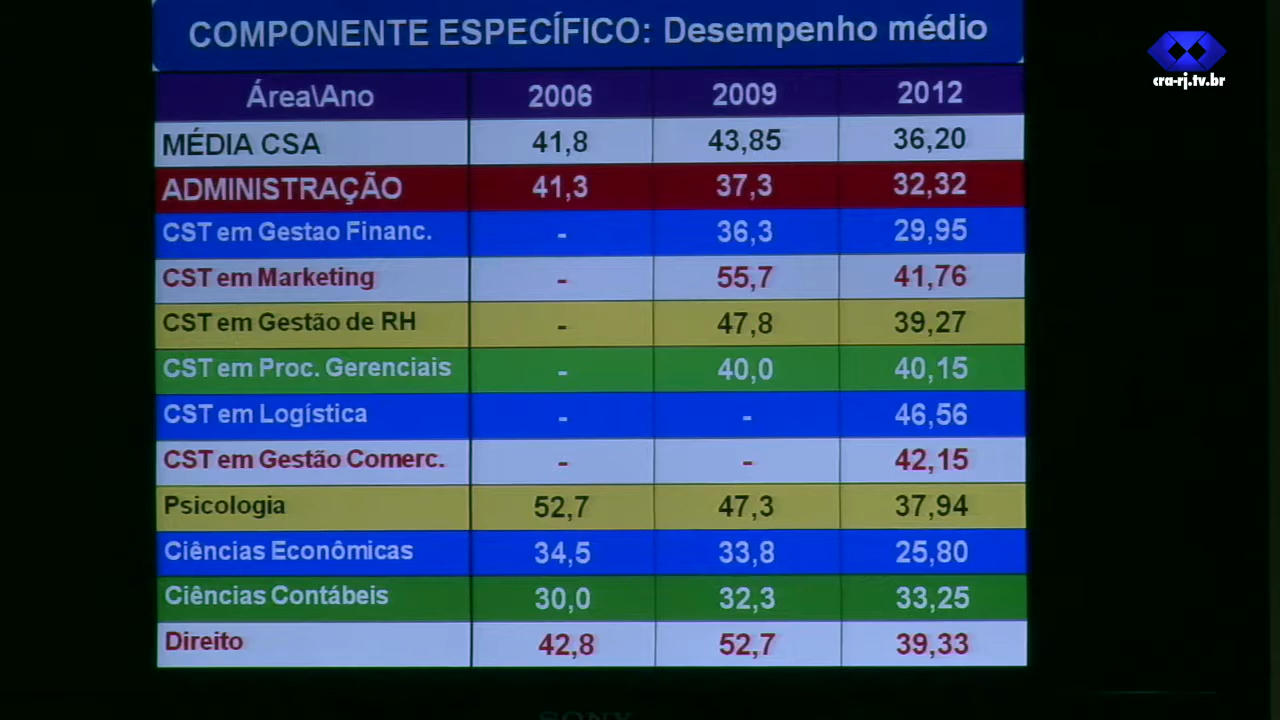 COMPONENTE ESPECÍFICO: Desempenho médio
cra-rj.tv.br
Área\Ano 2006 2009 2012
MÉDIA CSA 41,8 43,85 36,20
ADMINISTRAÇÃO 41,3 37,3 32,32
CST em Gestao Financ. - 36,3 29,95
CST em Marketing - 55,7 41,76
CST em Gestão de RH - 47,8 39,27
CST em Proc. Gerenciais - 40,0 40,15
CST em Logística - - 46,56
CST em Gestão Comerc. - - 42,15
Psicologia 52,7 47,3 37,94
Ciências Econômicas 34,5 33,8 25,80
Ciências Contábeis 30,0 32,3 33,25
Direito 42,8 52,7 39,33
SONY